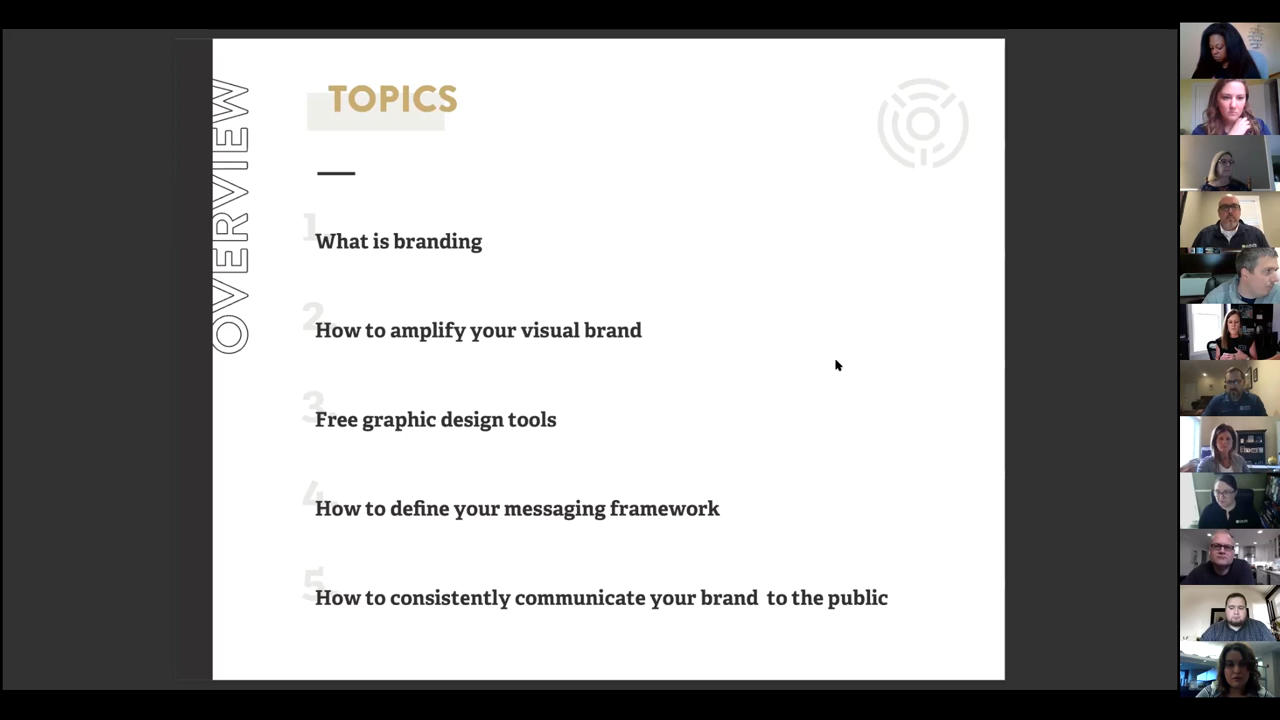 OVERVIEW
TOPICS
1.
What is branding
2.
How to amplify your visual brand
3.
Free graphic design tools
4.
How to define your messaging framework
5.
How to consistently communicate your brand to the public